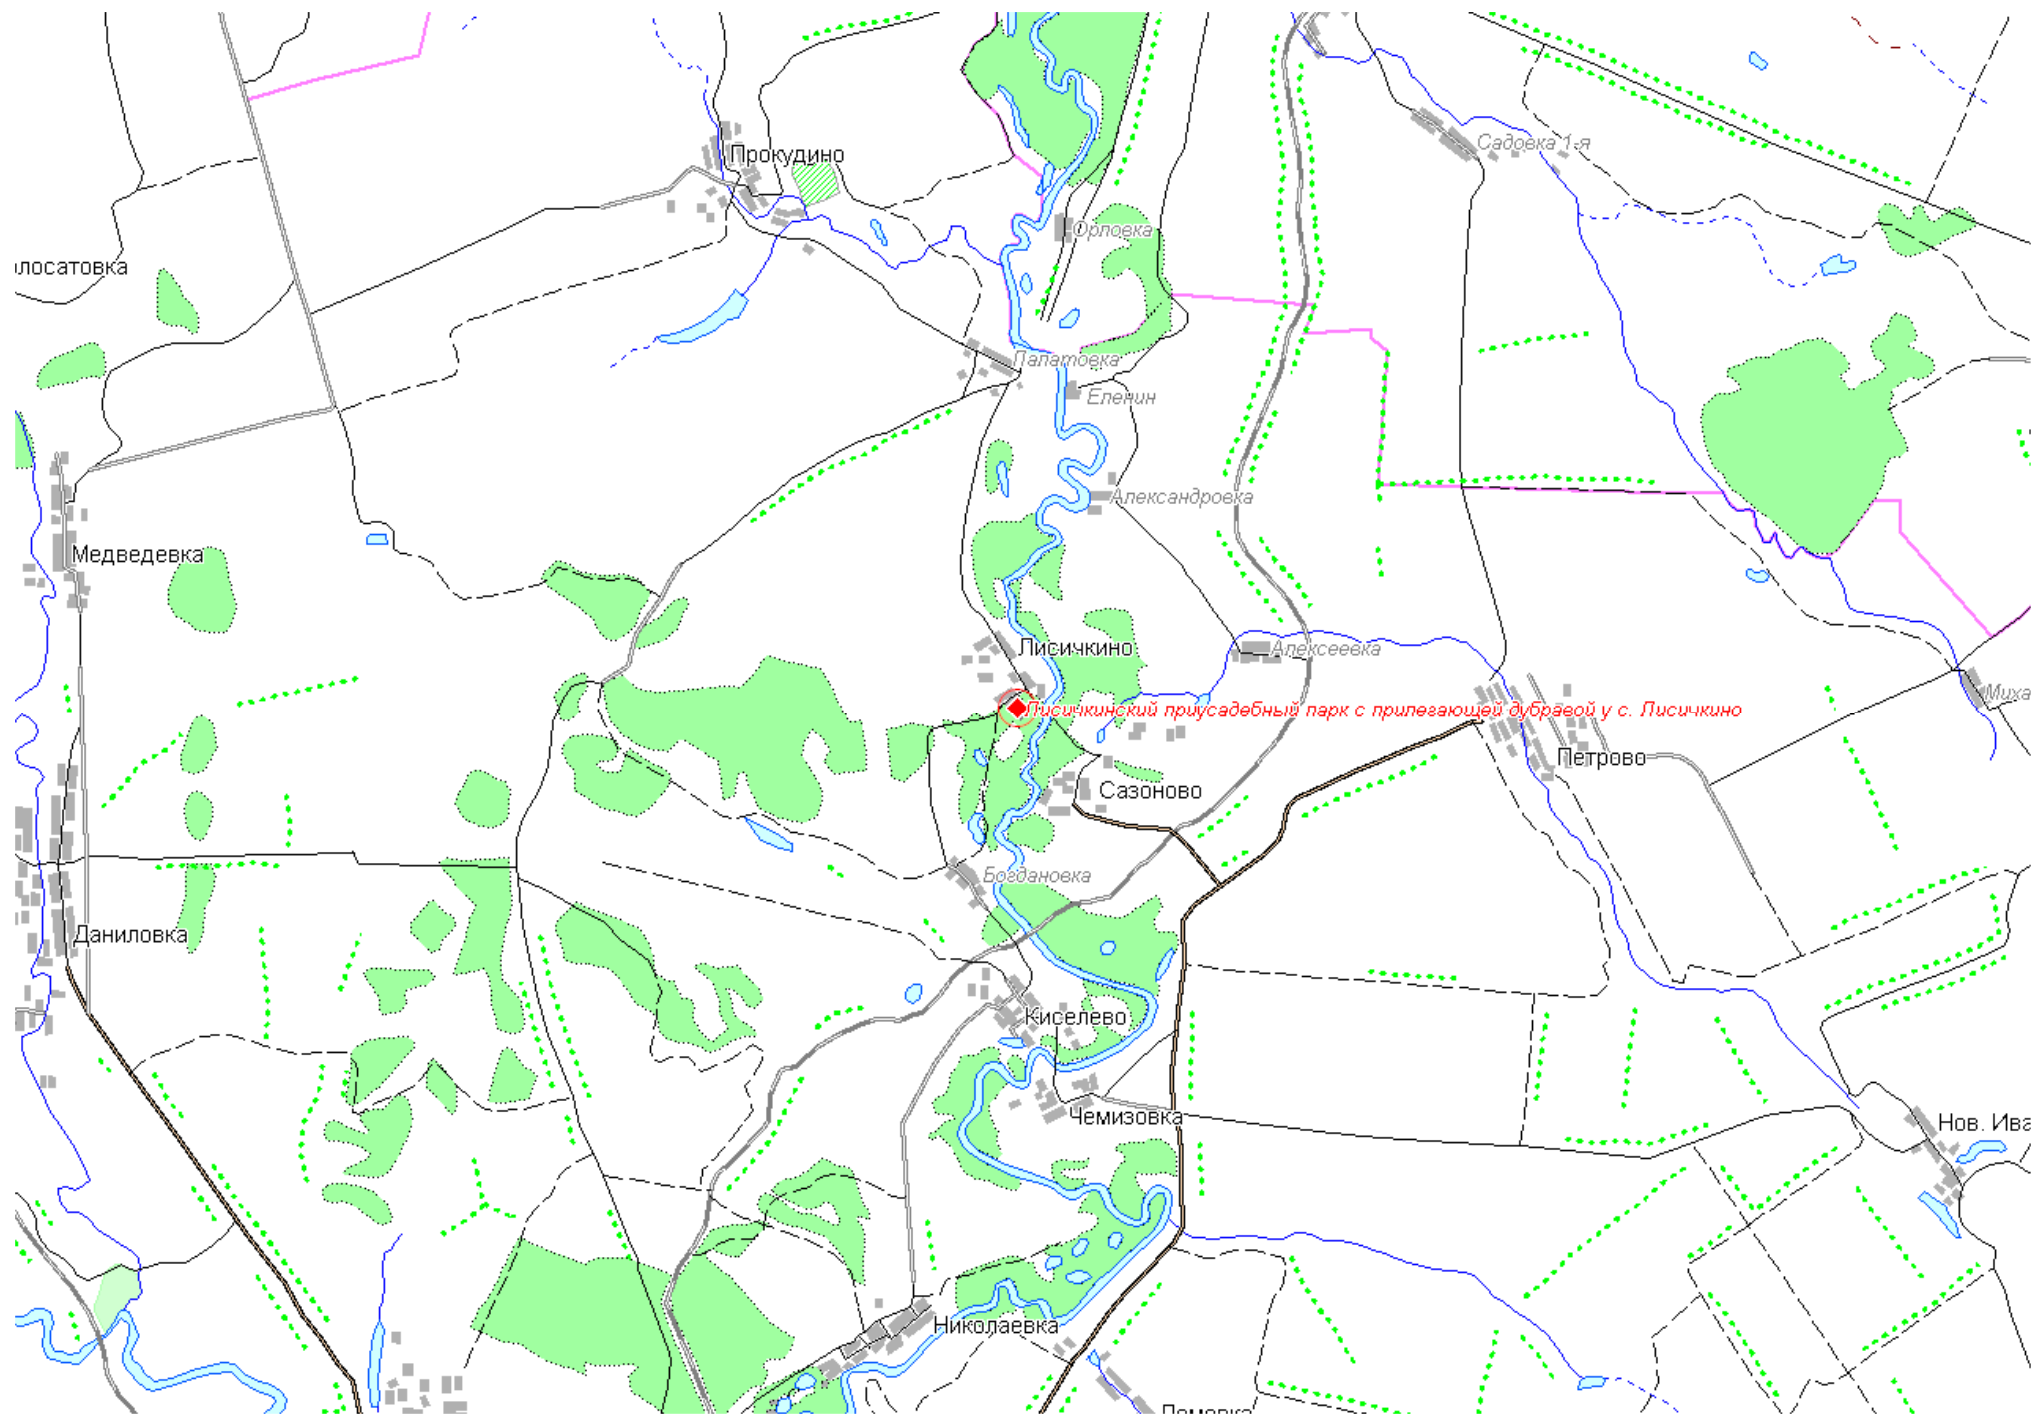 Садовка 1-я
Прокудино
Орловка
лосатовка
Палатовка
Еленин
Александровка
Медведевка
Лисичкино
Алексеевка
Миха
Лисичкинский приусадебный парк с прилегающей дубравой у с. Лисичкино
Петрово
Сазоново
Богдановка
Даниловка
Киселево
Чемизовка
Нов. Ива
Николаевка